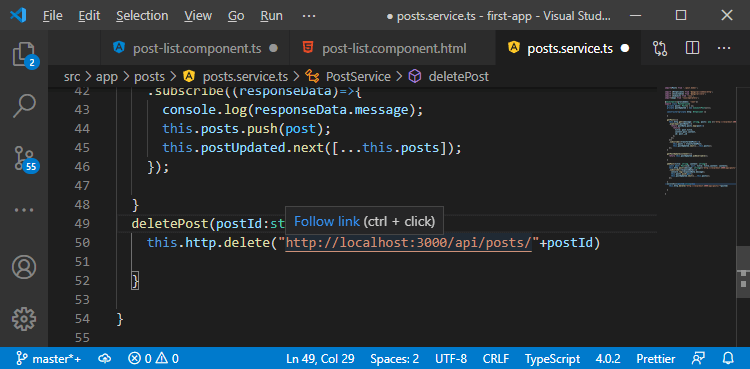 File Edit Selection View Go Run ··· ● posts.service.ts - first-app - Visual Stud...
post-list.component.ts ● post-list.component.html posts.service.ts ●
src > app > posts > posts.service.ts > PostService > deletePost
42 .subscribe((responseData)=>{
43 console.log(responseData.message);
44 this.posts.push(post);
45 this.postUpdated.next([...this.posts]);
46 });
47
48 }
49 deletePost(postId:st
Follow link (ctrl + click)
50 this.http.delete("http://localhost:3000/api/posts/"+postId)
51
52 }
53
54 }
55
2
55
master*+ 0 0 Ln 49, Col 29 Spaces: 2 UTF-8 CRLF TypeScript 4.0.2 Prettier